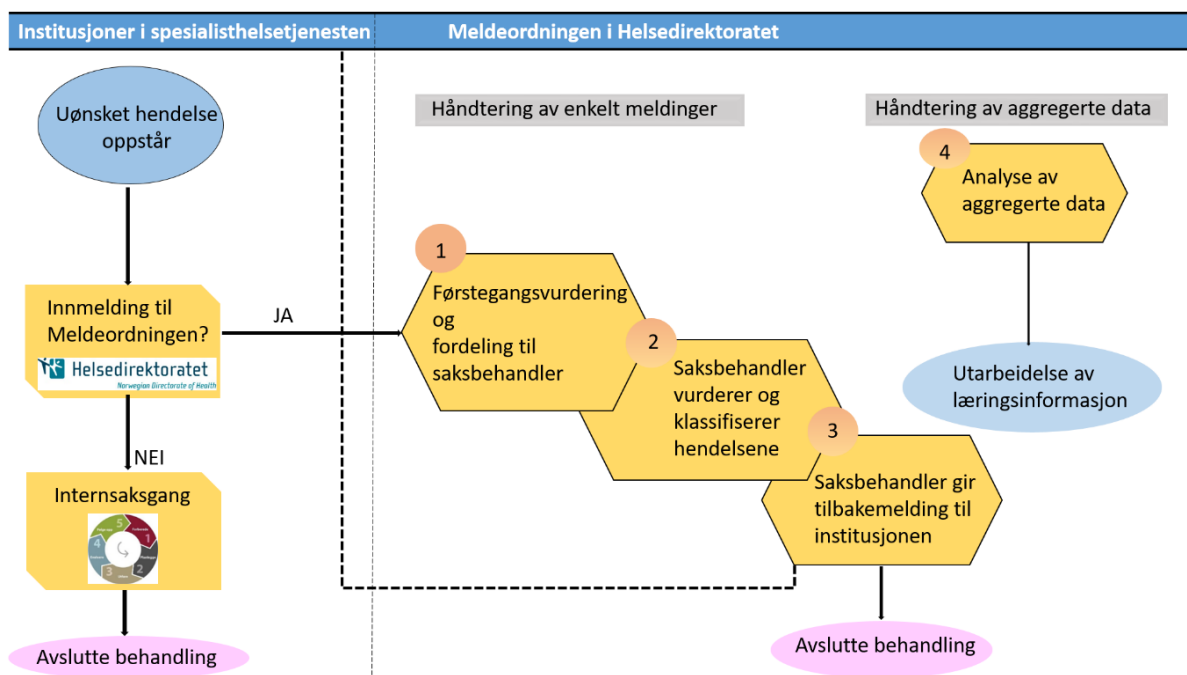 Institusjoner i spesialisthelsetjenesten
Meldeordningen i Helsedirektoratet
Uønsket hendelse
oppstår
Innmelding til
Meldeordningen?
Helsedirektoratet
Norwegian Directorate of Health
JA
NEI
Internsaksgang
5
1
4
2
3
Avslutte behandling
Håndtering av enkelt meldinger
1
Førstegangsvurdering
og
fordeling til
saksbehandler
2
Saksbehandler
vurderer og
klassifiserer
hendelsene
3
Saksbehandler gir
tilbakemelding til
institusjonen
Avslutte behandling
Håndtering av aggregerte data
4
Analyse av
aggregerte data
Utarbeidelse av
læringsinformasjon